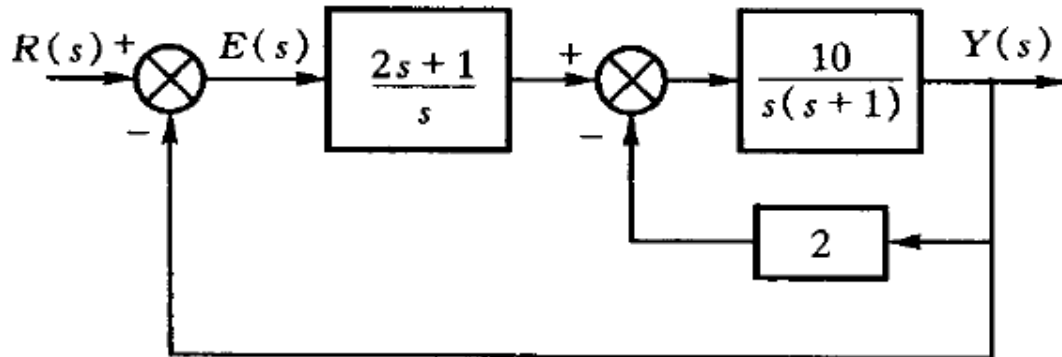 R(s) +
E(s)
2s+1
s
+
10
s(s+1)
Y(s)
−
−
2